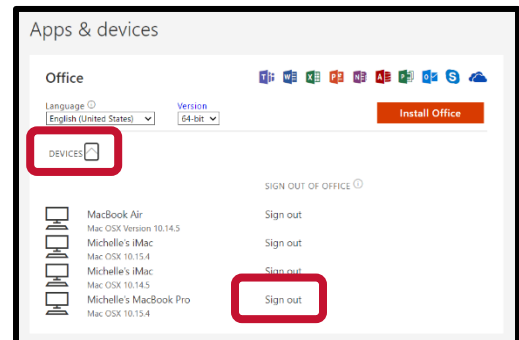 Apps & devices
Office
Language
Version
English (United States)
64-bit
Install Office
DEVICES
SIGN OUT OF OFFICE
MacBook Air
Sign out
Mac OSX Version 10.14.5
Michelle's iMac
Sign out
Mac OSX 10.15.4
Michelle's iMac
Sign out
Mac OSX 10.14.5
Michelle's MacBook Pro
Sign out
Mac OSX 10.15.4